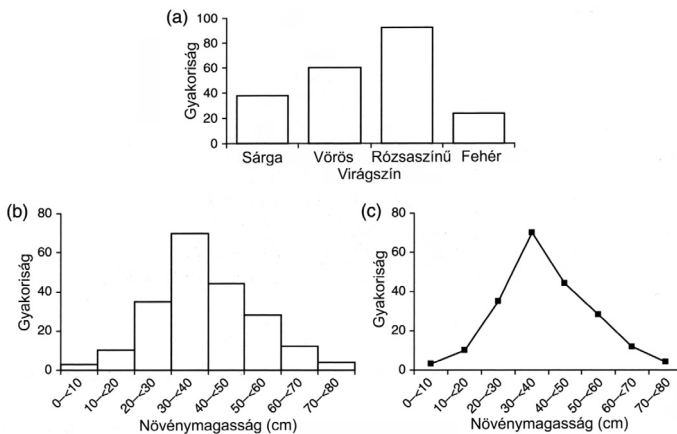 (a)
Gyakoriság
100
80
60
40
20
0
Sárga Vörös Rózsaszínű Fehér
Virágszín
(b)
Gyakoriság
80
60
40
20
0
0–<10 10–<20 20–<30 30–<40 40–<50 50–<60 60–<70 70–<80
Növénymagasság (cm)
(c)
Gyakoriság
80
60
40
20
0
0–<10 10–<20 20–<30 30–<40 40–<50 50–<60 60–<70 70–<80
Növénymagasság (cm)